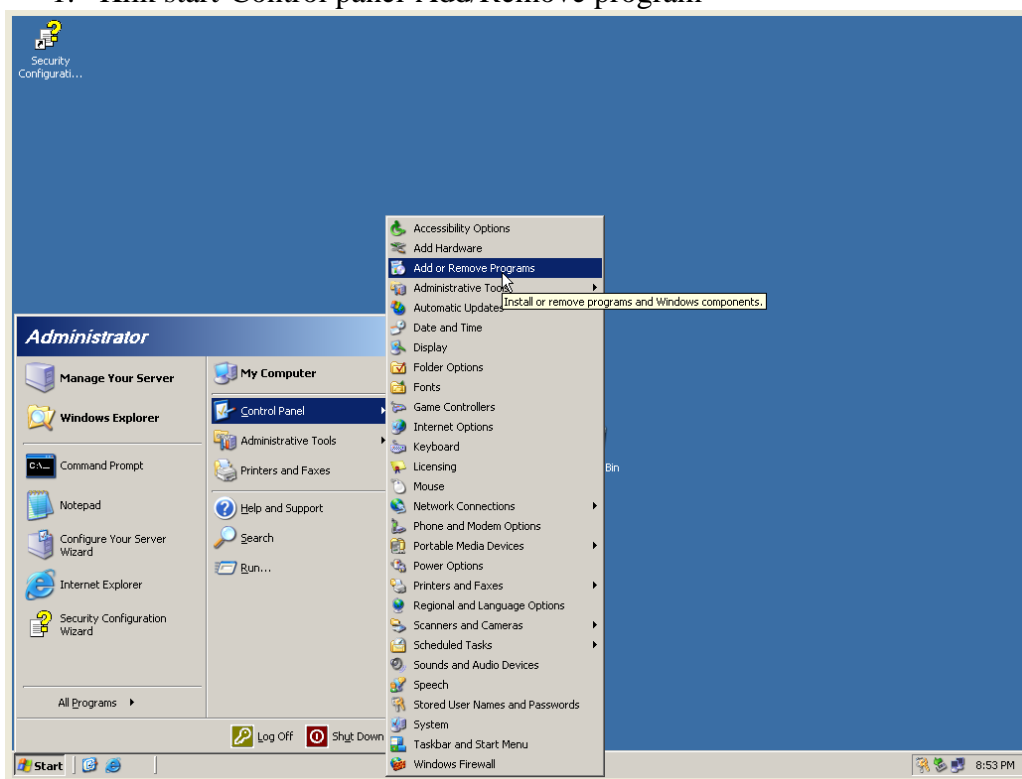 1. Klik start-Control panel-Add/Remove program
Security
Configurati...
Accessibility Options
Add Hardware
Add or Remove Programs
Administrative Tools
Install or remove programs and Windows components.
Automatic Updates
Date and Time
Display
Folder Options
Fonts
Game Controllers
Internet Options
Keyboard
Licensing
Mouse
Network Connections
Phone and Modem Options
Portable Media Devices
Power Options
Printers and Faxes
Regional and Language Options
Scanners and Cameras
Scheduled Tasks
Sounds and Audio Devices
Speech
Stored User Names and Passwords
System
Taskbar and Start Menu
Windows Firewall
Bin
Administrator
Manage Your Server
Windows Explorer
Command Prompt
Notepad
Configure Your Server
Wizard
Internet Explorer
Security Configuration
Wizard
All Programs
My Computer
Control Panel
Administrative Tools
Printers and Faxes
Help and Support
Search
Run...
Log Off
Shut Down
Start
8:53 PM